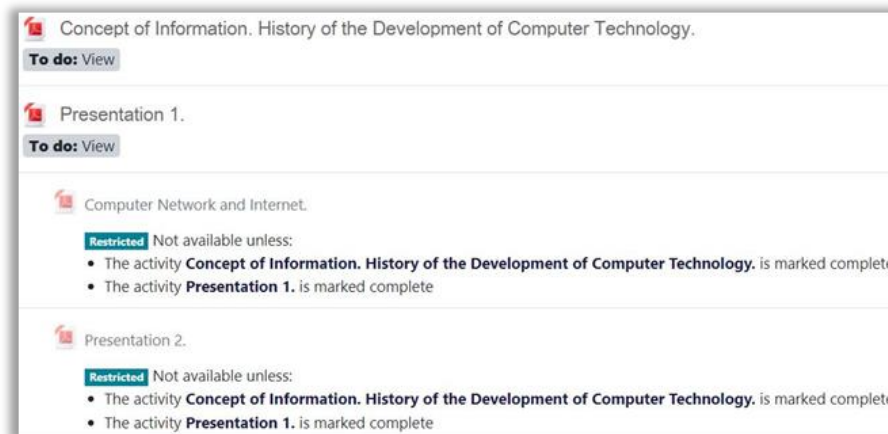 Concept of Information. History of the Development of Computer Technology.
To do: View
Presentation 1.
To do: View
Computer Network and Internet.
Restricted Not available unless:
• The activity Concept of Information. History of the Development of Computer Technology. is marked complete
• The activity Presentation 1. is marked complete
Presentation 2.
Restricted Not available unless:
• The activity Concept of Information. History of the Development of Computer Technology. is marked complete
• The activity Presentation 1. is marked complete